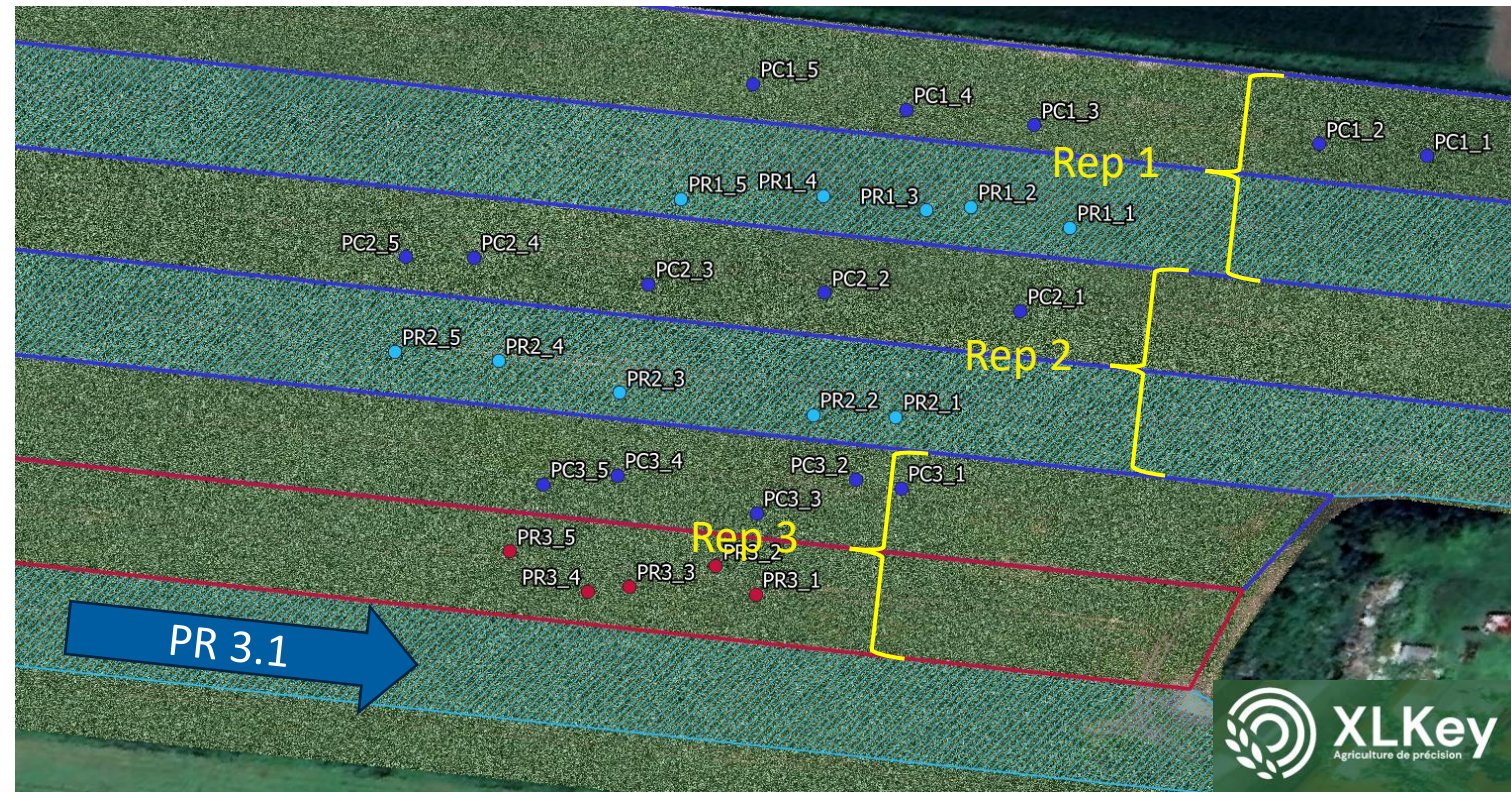 PC1_5
PC1_4
PC1_3
PC1_2
PC1_1
Rep 1
PR1_5
PR1_4
PR1_3
PR1_2
PR1_1
PC2_5
PC2_4
PC2_3
PC2_2
PC2_1
Rep 2
PR2_5
PR2_4
PR2_3
PR2_2
PR2_1
PC3_5
PC3_4
PC3_2
PC3_1
PC3_3
Rep 3
PR3_5
PR3_2
PR3_4
PR3_3
PR3_1
PR 3.1
XLKey
Agriculture de précision